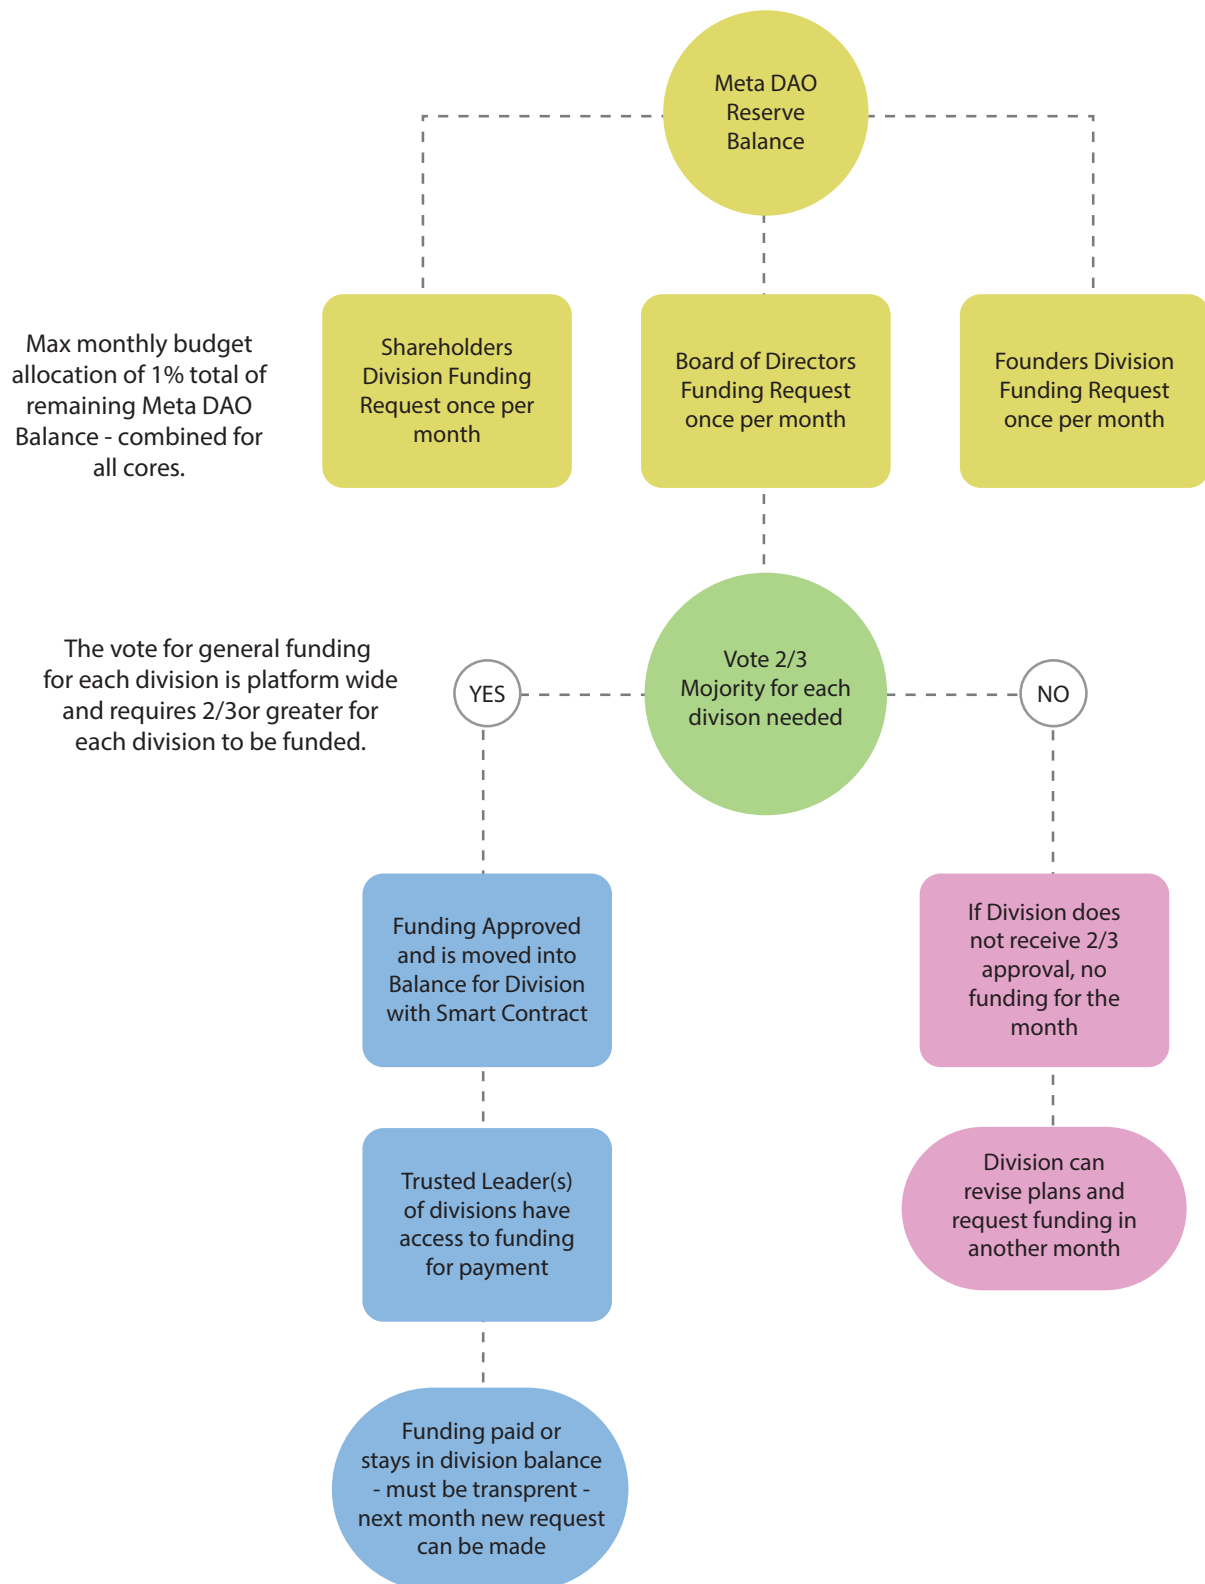 Meta DAO
Reserve
Balance
Max monthly budget
allocation of 1% total of
remaining Meta DAO
Balance - combined for
all cores.
Shareholders
Division Funding
Request once per
month
Board of Directors
Funding Request
once per month
Founders Division
Funding Request
once per month
The vote for general funding
for each division is platform wide
and requires 2/3or greater for
each division to be funded.
YES
Vote 2/3
Mojority for each
divison needed
NO
Funding Approved
and is moved into
Balance for Division
with Smart Contract
If Division does
not receive 2/3
approval, no
funding for the
month
Trusted Leader(s)
of divisions have
access to funding
for payment
Division can
revise plans and
request funding in
another month
Funding paid or
stays in division balance
- must be transprent -
next month new request
can be made